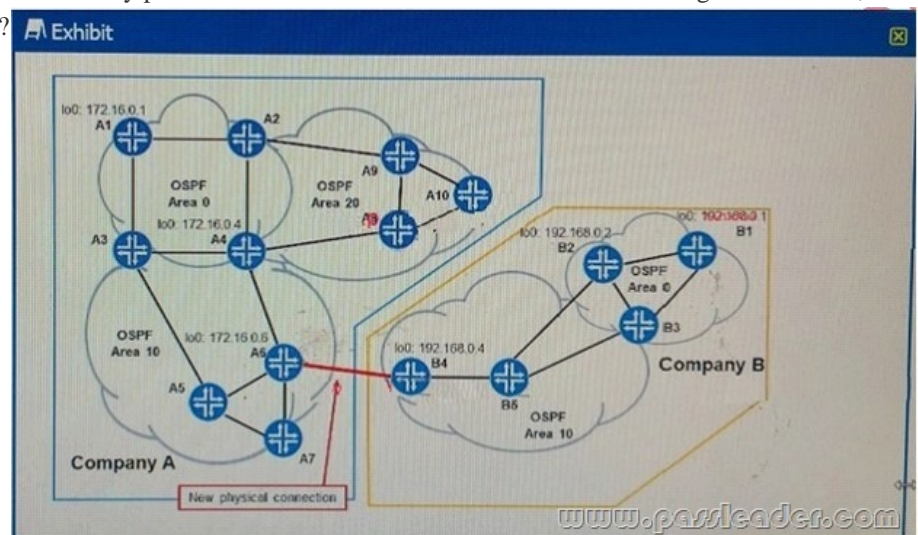 ?
Exhibit
lo0: 172.16.0.1
A1
A2
A9
A10
OSPF
Area 0
OSPF
Area 20
lo0: 172.16.0.4
A3
A4
lo0: 192.168.0.2
B2
B1
OSPF
Area 0
B3
OSPF
Area 10
lo0: 172.16.0.6
A6
lo0: 192.168.0.4
B4
Company B
A5
B5
OSPF
Area 10
A7
Company A
New physical connection
www.passleader.com